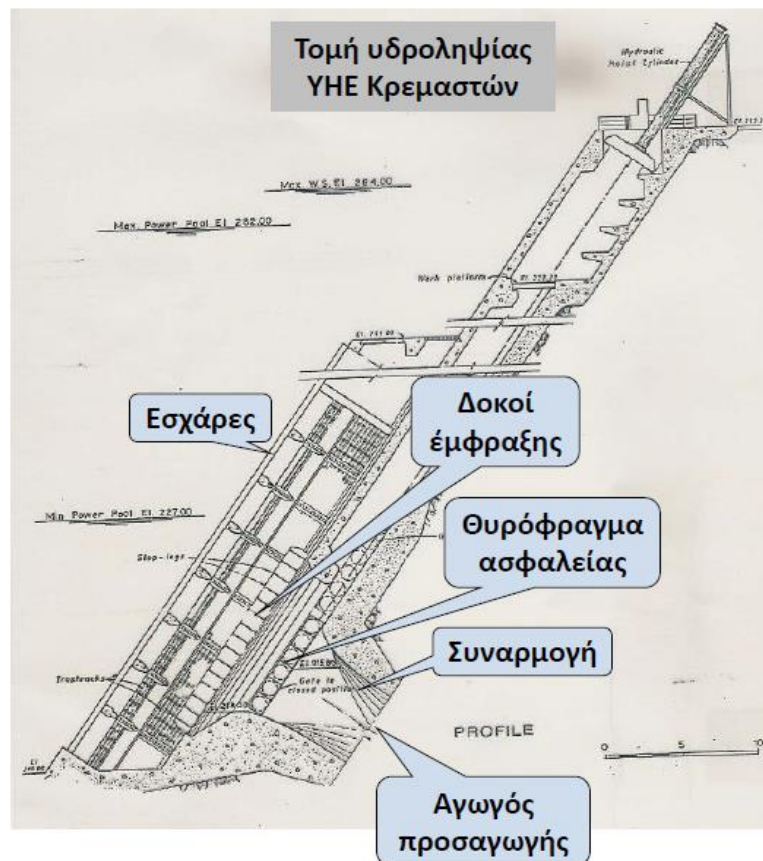 Τομή υδροληψίας
ΥΗΕ Κρεμαστών
Hydraulic
Hoist Cylinder
Max. W.S. El. 284.00
Max. Power Pool El. 282.00
Work platform
Εσχάρες
Δοκοί
έμφραξης
Min Power Pool El. 227.00
Stop-logs
Θυρόφραγμα
ασφαλείας
Συναρμογή
Trashracks
Gate in
closed position
PROFILE
0 5 10
El
Αγωγός
προσαγωγής